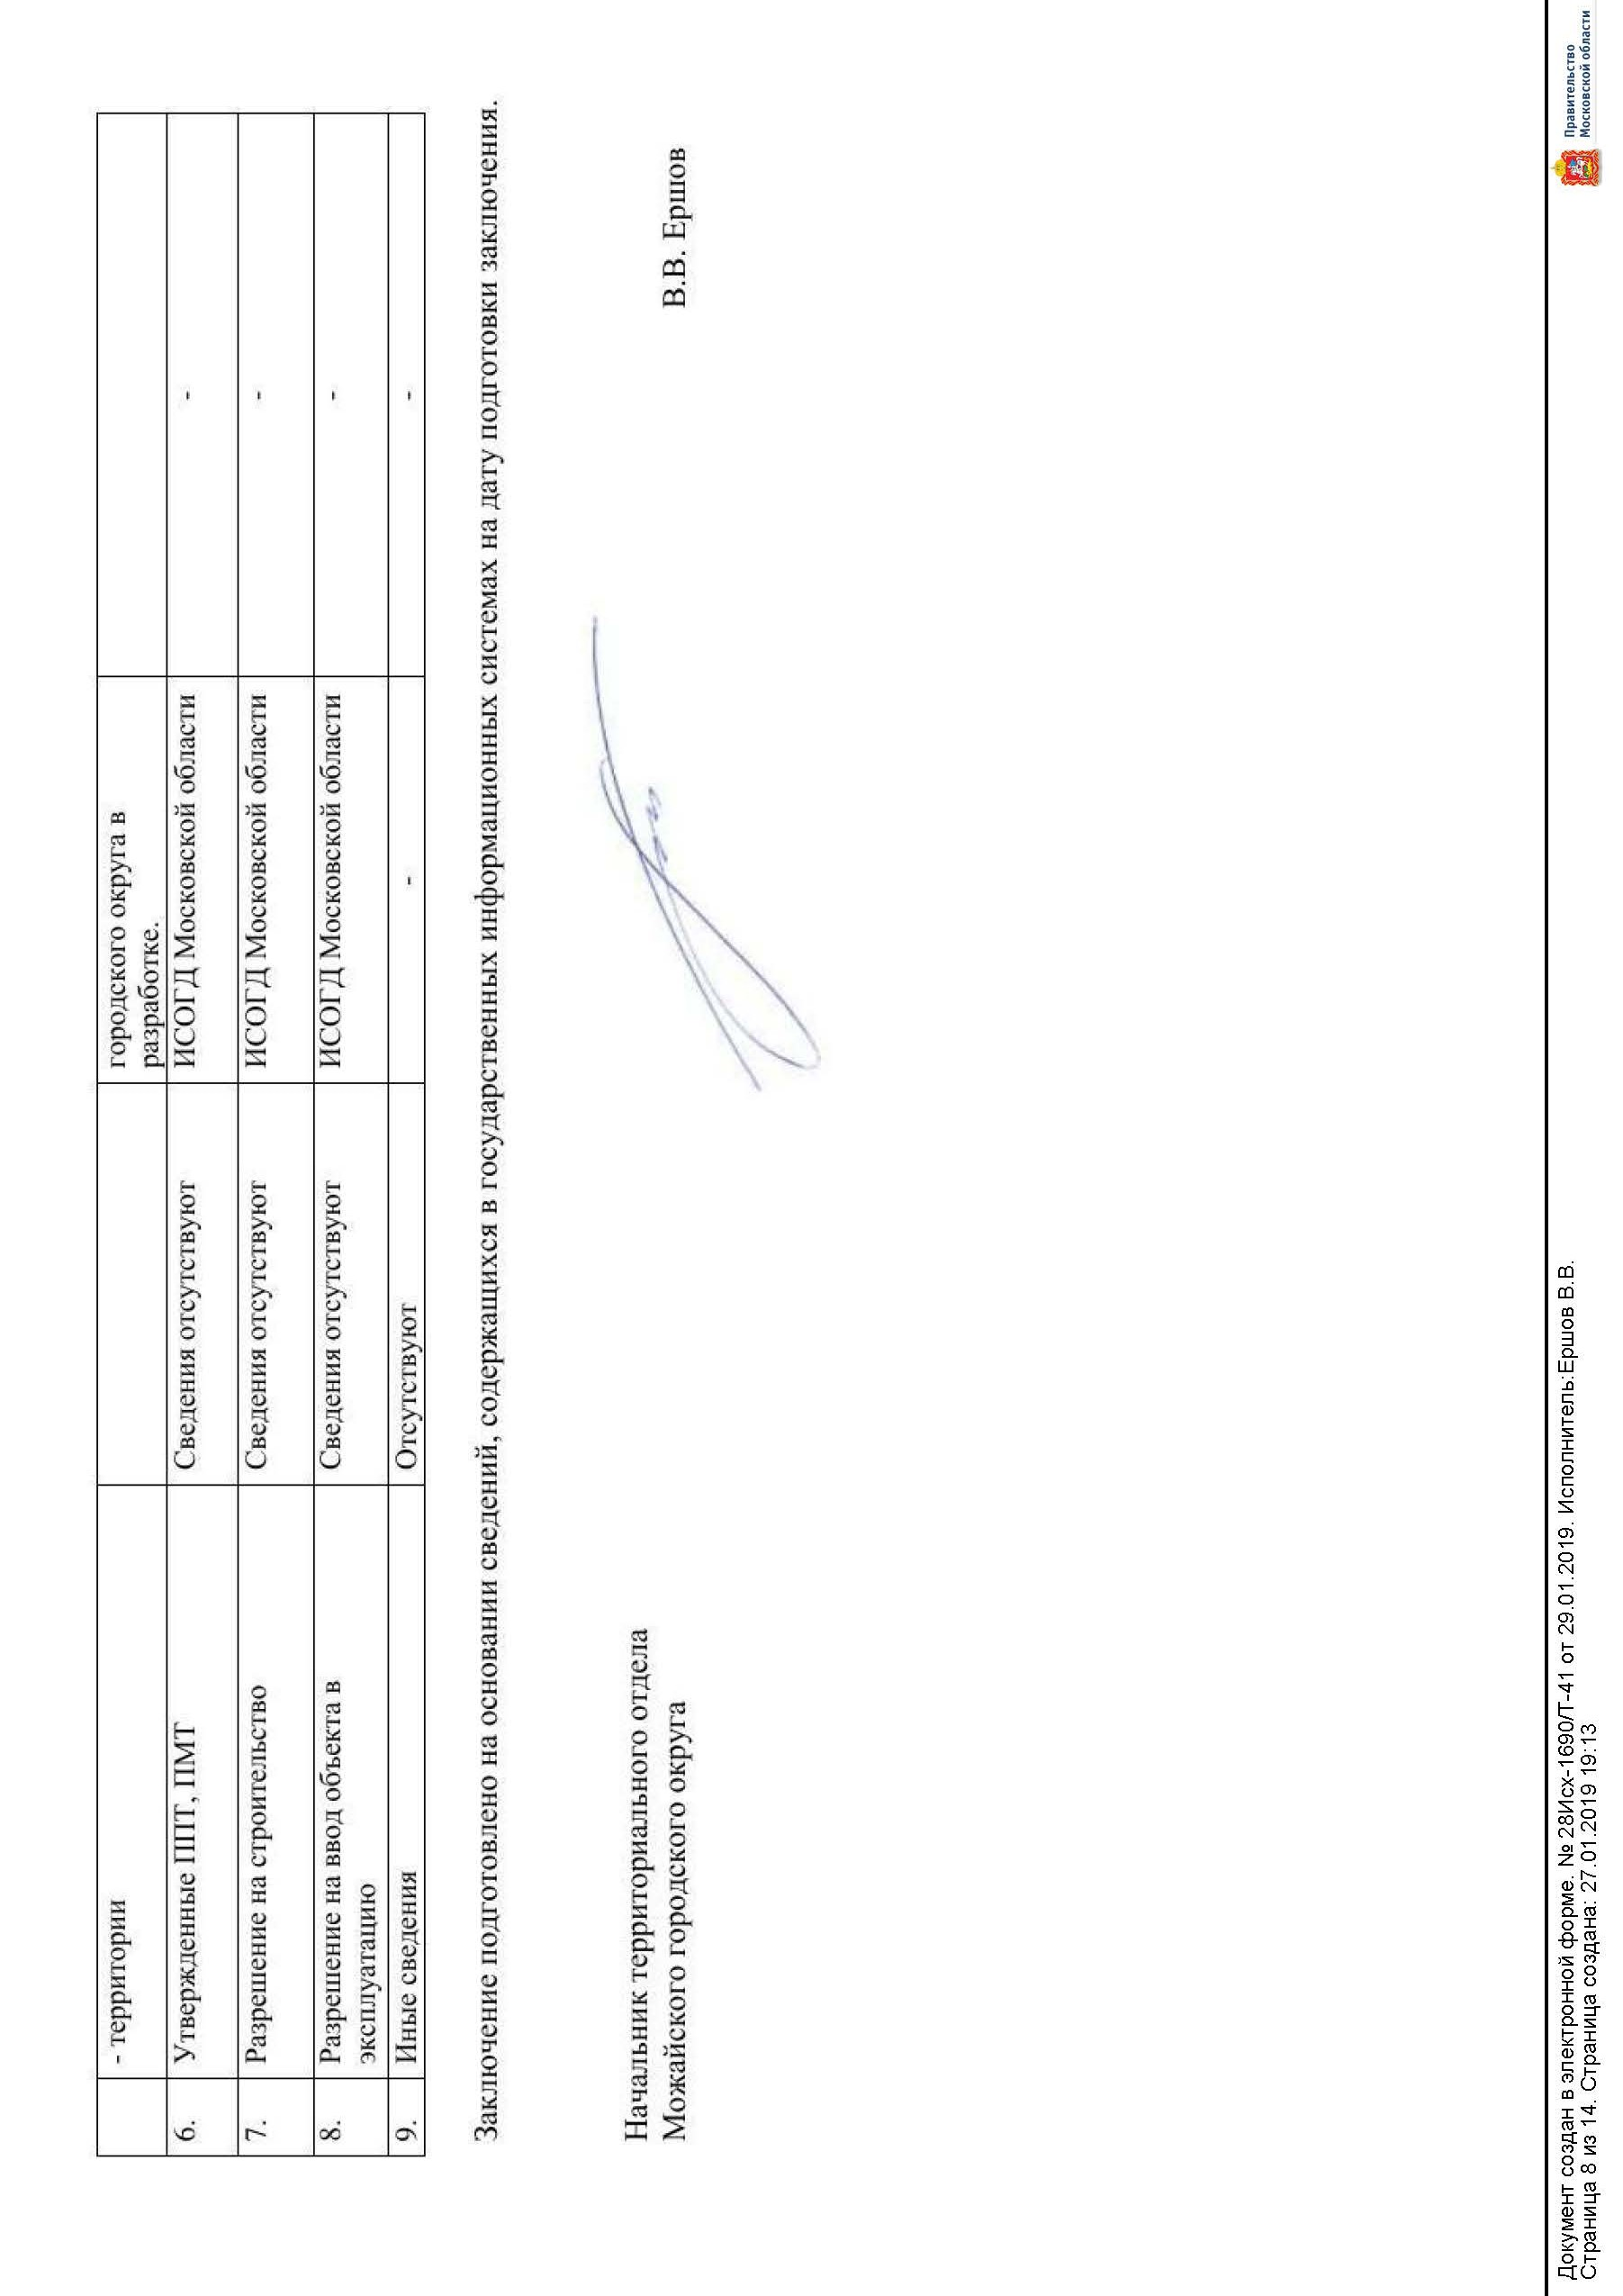 - территории
городского округа в
разработке.
6. Утвержденные ППТ, ПМТ Сведения отсутствуют ИСОГД Московской области -
7. Разрешение на строительство Сведения отсутствуют ИСОГД Московской области -
8. Разрешение на ввод объекта в Сведения отсутствуют ИСОГД Московской области -
эксплуатацию
9. Иные сведения Отсутствуют - -
Заключение подготовлено на основании сведений, содержащихся в государственных информационных системах на дату подготовки заключения.
Начальник территориального отдела
Можайского городского округа В.В. Ершов
Документ создан в электронной форме. № 28Исх-1690/Т-41 от 29.01.2019. Исполнитель:Ершов В.В.
Страница 8 из 14. Страница создана: 27.01.2019 19:13
Правительство
Московской области